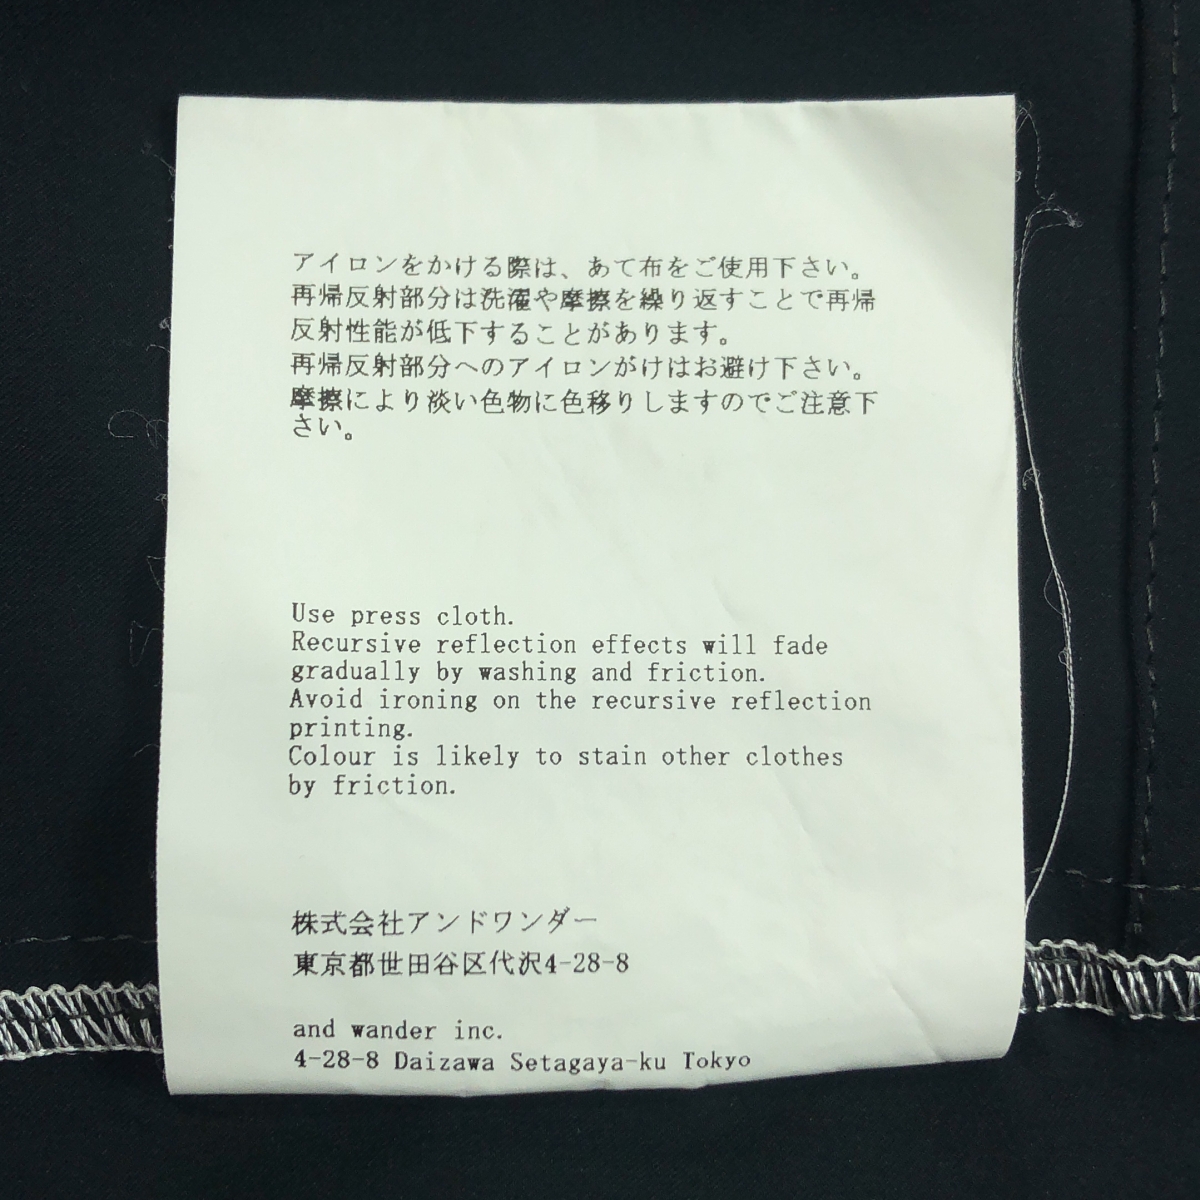 アイロンをかける際は、あて布をご使用下さい。
再帰反射部分は洗濯や摩擦を繰り返すことで再帰
反射性能が低下することがあります。
再帰反射部分へのアイロンがけはお避け下さい。
摩擦により淡い色物に色移りしますのでご注意下
さい。
Use press cloth.
Recursive reflection effects will fade
gradually by washing and friction.
Avoid ironing on the recursive reflection
printing.
Colour is likely to stain other clothes
by friction.
株式会社アンドワンダー
東京都世田谷区代沢4-28-8
and wander inc.
4-28-8 Daizawa Setagaya-ku Tokyo